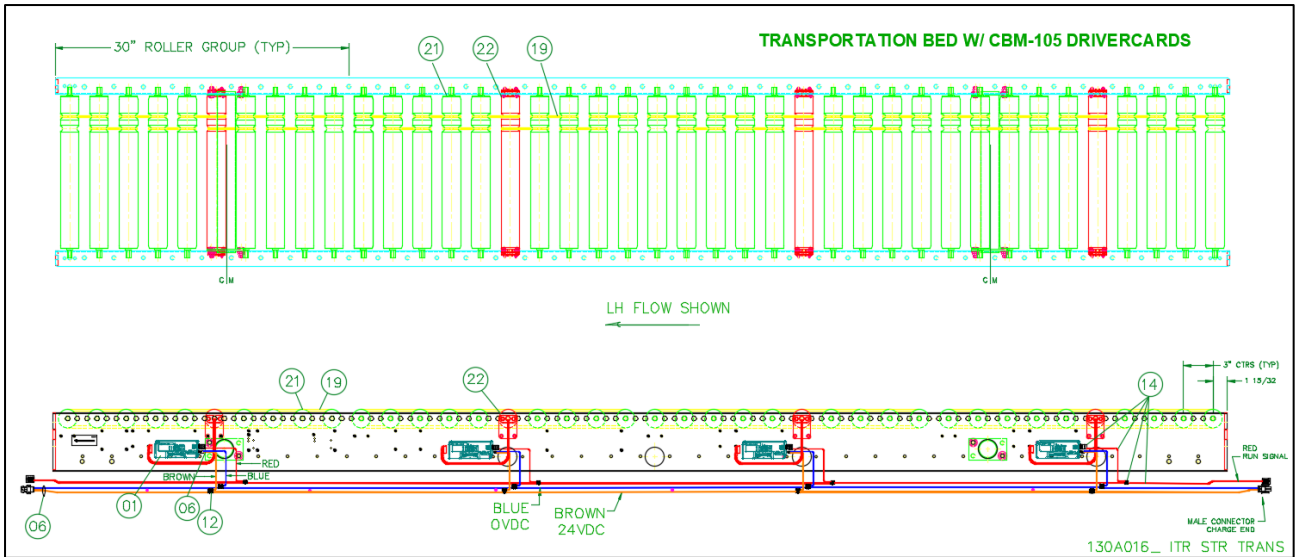 TRANSPORTATION BED W/ CBM-105 DRIVERCARDS
30" ROLLER GROUP (TYP)
21
22
19
C M
C M
LH FLOW SHOWN
21
19
22
14
3" CTRS (TYP)
1 15/32
RED
BROWN
BLUE
RED
RUN SIGNAL
01
06
12
06
BLUE
0VDC
BROWN
24VDC
MALE CONNECTOR
CHARGE END
130A016_ ITR STR TRANS